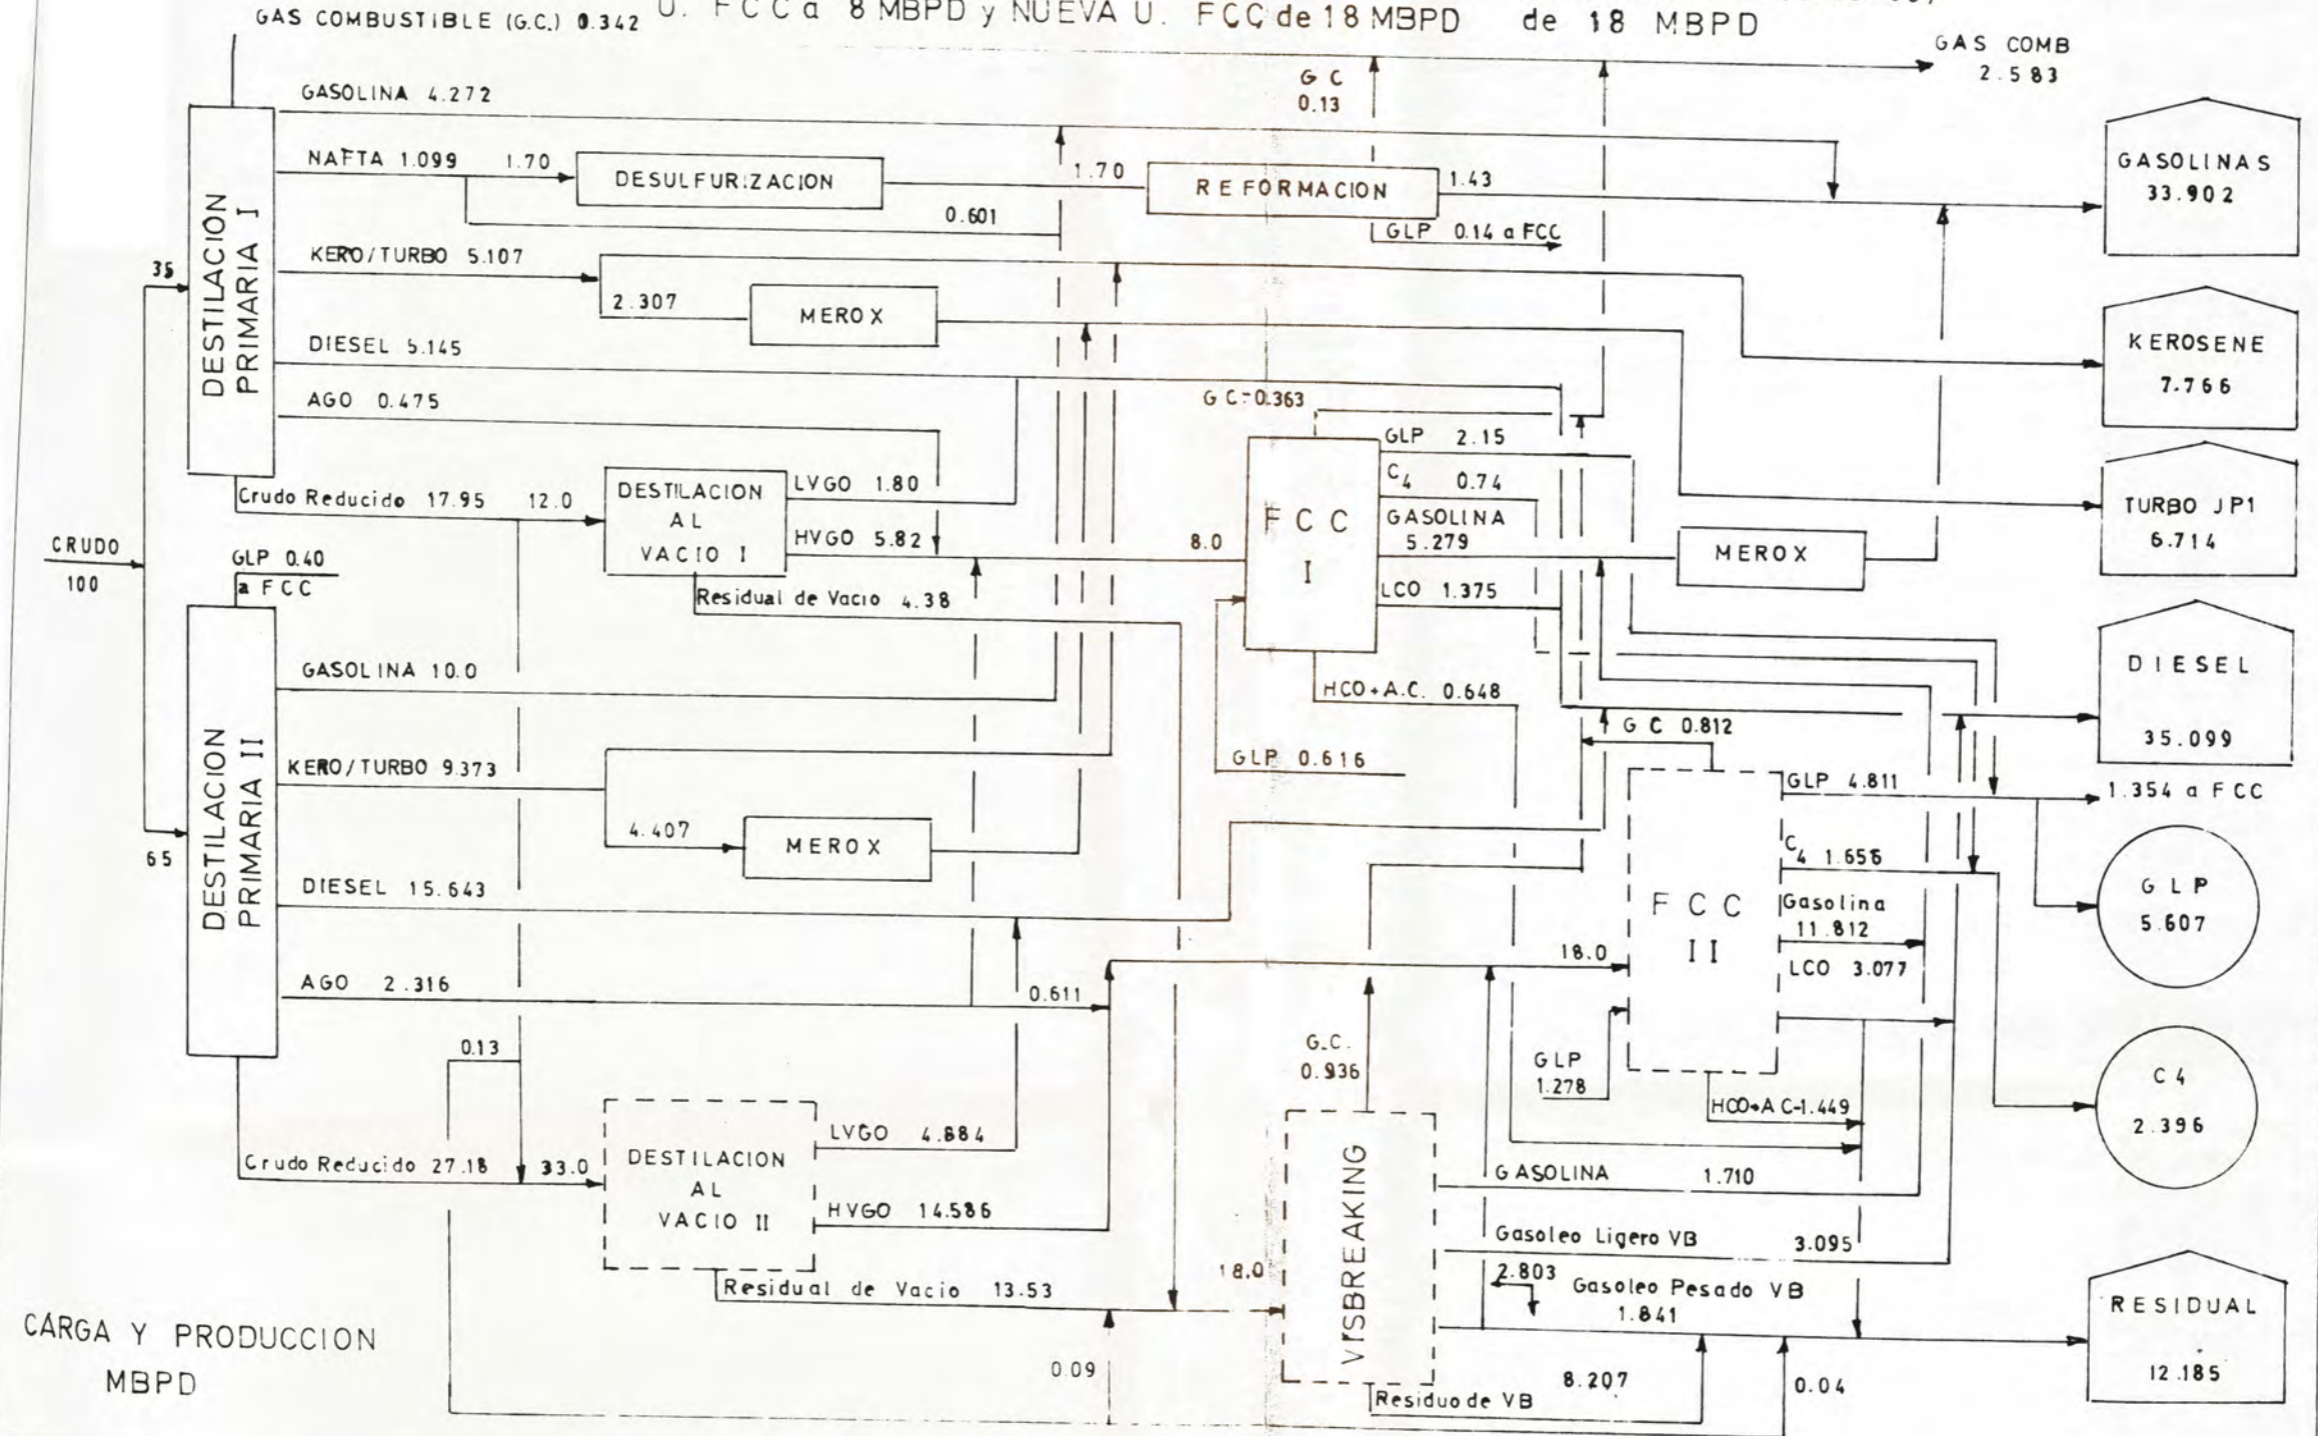 GAS COMBUSTIBLE (G.C.) 0.342
U. FCC a 8 MBPD y NUEVA U. FCC de 18 MBPD de 18 MBPD
GAS COMB
2.583
G C
0.13
GASOLINA 4.272
NAFTA 1.099
1.70
DESULFURIZACION
1.70
REFORMACION
1.43
GASOLINAS
33.902
0.601
GLP 0.14 a FCC
DESTILACION
PRIMARIA I
35
KERO/TURBO 5.107
2.307
MEROX
KEROSENE
7.766
DIESEL 5.145
AGO 0.475
G C-0.363
GLP 2.15
C4 0.74
GASOLINA
5.279
LCO 1.375
FCC
I
8.0
MEROX
TURBO JP1
6.714
Crudo Reducido 17.95
12.0
DESTILACION
AL
VACIO I
LVGO 1.80
HVGO 5.82
Residual de Vacio 4.38
CRUDO
100
GLP 0.40
a FCC
HCO+A.C. 0.648
GLP 0.616
DIESEL
35.099
G C 0.812
DESTILACION
PRIMARIA II
65
GASOLINA 10.0
KERO/TURBO 9.373
4.407
MEROX
GLP 4.811
1.354 a FCC
C4 1.656
Gasolina
11.812
LCO 3.077
FCC
II
18.0
GLP
5.607
DIESEL 15.643
AGO 2.316
0.611
0.13
G.C.
0.936
GLP
1.278
HCO+A C-1.449
C4
2.396
Crudo Reducido 27.18
33.0
DESTILACION
AL
VACIO II
LVGO 4.884
HVGO 14.586
Residual de Vacio 13.53
18.0
VISBREAKING
GASOLINA 1.710
Gasoleo Ligero VB 3.095
2.803
Gasoleo Pesado VB
1.841
RESIDUAL
12.185
CARGA Y PRODUCCION
MBPD
0.09
Residuo de VB
8.207
0.04